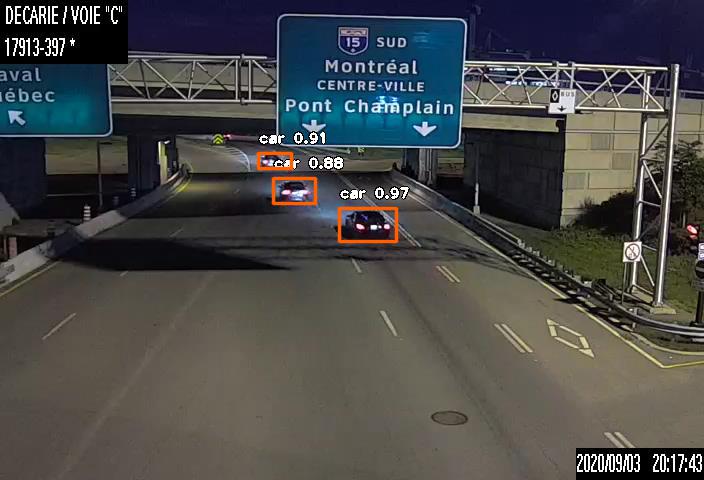 DECARIE / VOIE "C"
17913-397 *
aval
uébec
15 SUD
Montréal
CENTRE-VILLE
Pont Champlain
BUS
car 0.91
car 0.88
car 0.97
2020/09/03 20:17:43